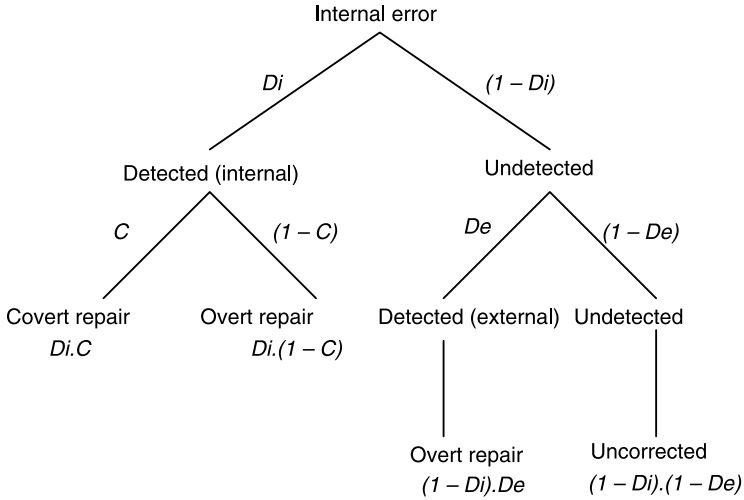 Internal error
Di
(1 – Di)
Detected (internal)
Undetected
C
(1 – C)
De
(1 – De)
Covert repair
Overt repair
Detected (external)
Undetected
Di.C
Di.(1 – C)
Overt repair
Uncorrected
(1 – Di).De
(1 – Di).(1 – De)